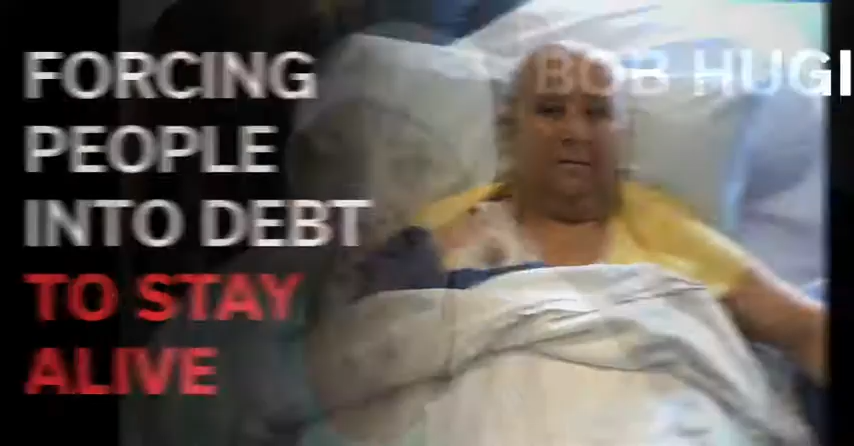 FORCING
PEOPLE
INTO DEBT
TO STAY
ALIVE
BOB HUGI